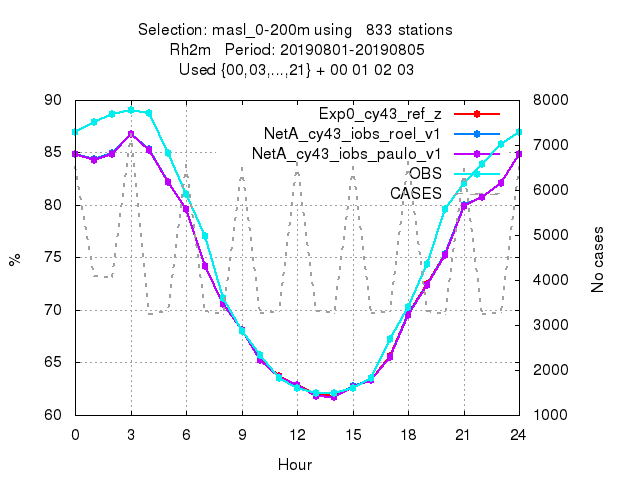 Selection: masl_0-200m using   833 stations
Rh2m   Period: 20190801-20190805
Used {00,03,...,21} + 00 01 02 03
90 8000
Exp0_cy43_ref_z
NetA_cy43_iobs_roel_v1 7000
85 NetA_cy43_iobs_paulo_v1
OBS
CASES 6000
80
5000
75
% No cases
4000
70
3000
65
2000
60 1000
0 3 6 9 12 15 18 21 24
Hour